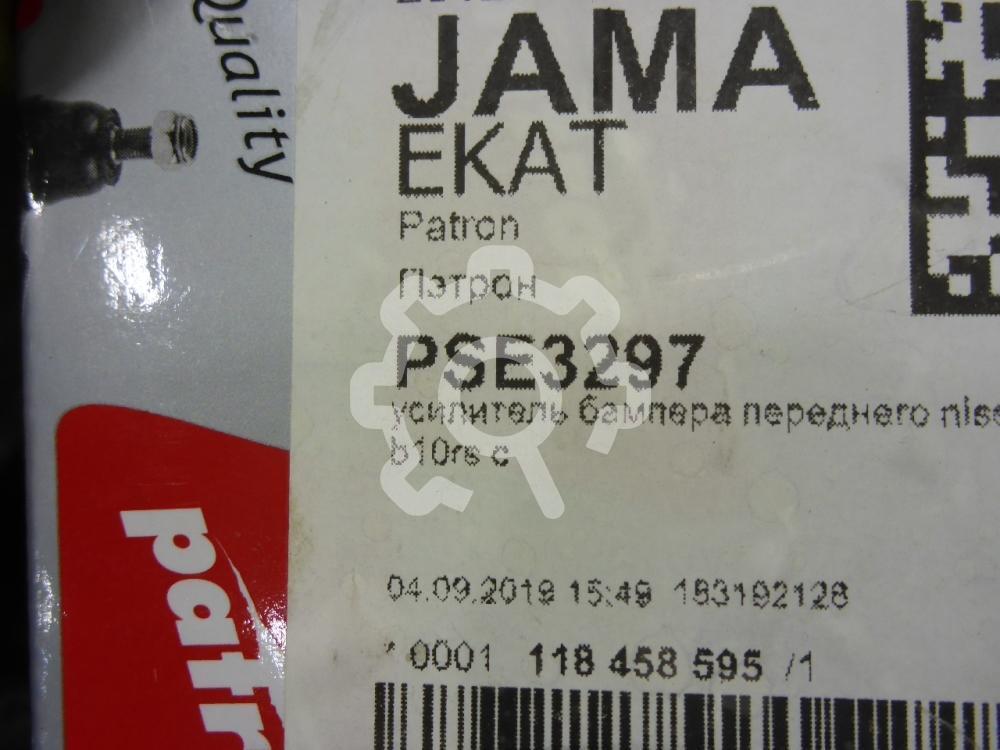 Quality
JAMA
EKAT
Patron
Пэтрон
PSE3297
усилитель бампера переднего
b10rs c
04.09.2019 15:49 183192128
0001 118 458 595 /1
patr